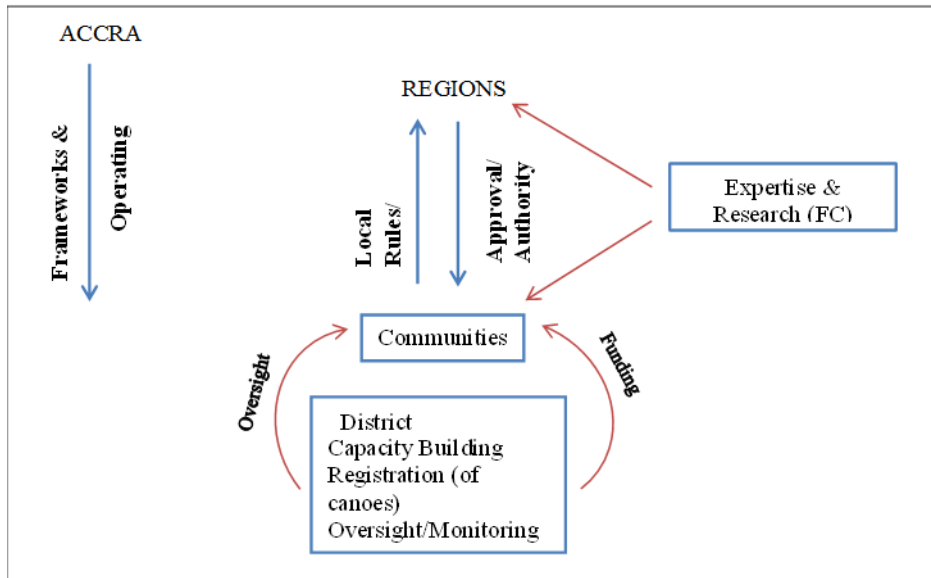 ACCRA
Frameworks &
Operating
REGIONS
Local
Rules/
Approval/
Authority
Expertise &
Research (FC)
Communities
Oversight
Funding
District
Capacity Building
Registration (of
canoes)
Oversight/Monitoring